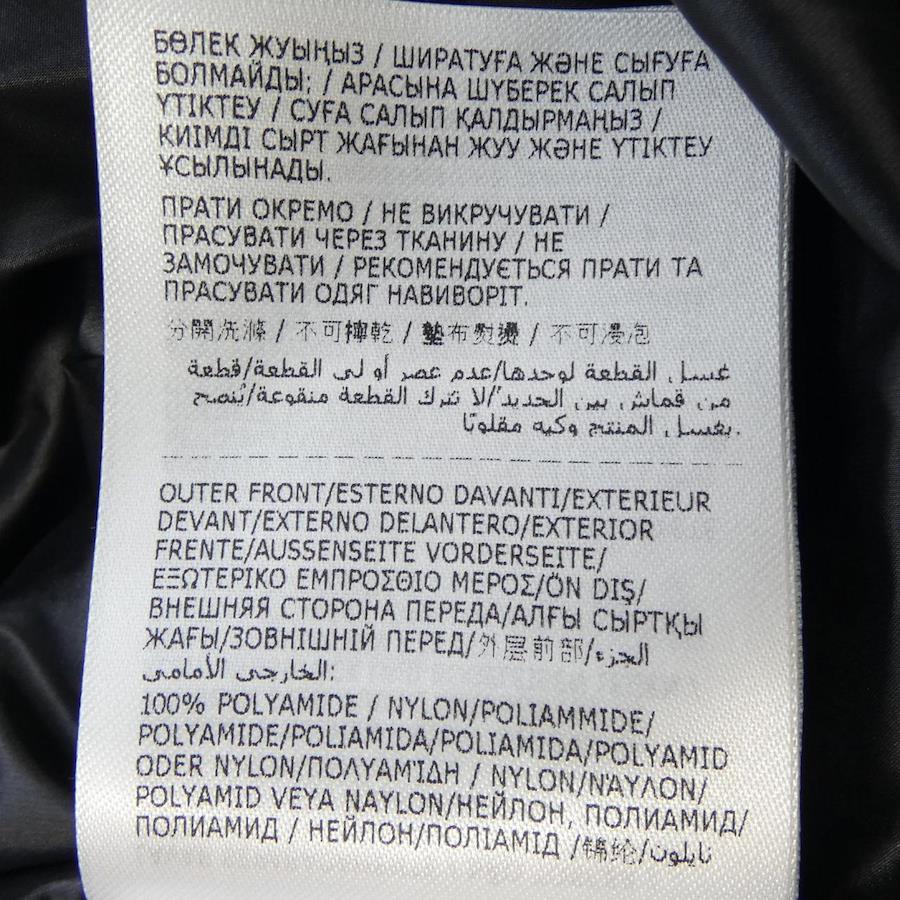 БӨЛЕК ЖУЫҢЫЗ / ШИРАТУҒА ЖӘНЕ СЫҒУҒА
БОЛМАЙДЫ; / АРАСЫНА ШҮБЕРЕК САЛЫП
ҮТІКТЕУ / СУҒА САЛЫП ҚАЛДЫРМАҢЫЗ /
КИІМДІ СЫРТ ЖАҒЫНАН ЖУУ ЖӘНЕ ҮТІКТЕУ
ҰСЫЛЫНАДЫ.
ПРАТИ ОКРЕМО / НЕ ВИКРУЧУВАТИ /
ПРАСУВАТИ ЧЕРЕЗ ТКАНИНУ / НЕ
ЗАМОЧУВАТИ / РЕКОМЕНДУЄТЬСЯ ПРАТИ ТА
ПРАСУВАТИ ОДЯГ НАВИВОРІТ.
分開洗滌 / 不可擰乾 / 墊布熨燙 / 不可浸泡
غسل القطعة لوحدها/عدم عصر أو لي القطعة/قطعة
من قماش بين الحديد/لا تترك القطعة منقوعة/يُنصح
بغسل المنتج وكيه مقلوبًا.
OUTER FRONT/ESTERNO DAVANTI/EXTERIEUR
DEVANT/EXTERNO DELANTERO/EXTERIOR
FRENTE/AUSSENSEITE VORDERSEITE/
ΕΞΩΤΕΡΙΚΟ ΕΜΠΡΟΣΘΙΟ ΜΕΡΟΣ/ÖN DIŞ/
ВНЕШНЯЯ СТОРОНА ПЕРЕДА/АЛҒЫ СЫРТҚЫ
ЖАҒЫ/ЗОВНІШНІЙ ПЕРЕД/外層前部/الجزء
الخارجي الأمامي:
100% POLYAMIDE / NYLON/POLIAMMIDE/
POLYAMIDE/POLIAMIDA/POLIAMIDA/POLYAMID
ODER NYLON/ΠΟΛΥΑΜΊΔΗ / NYLON/ΝΆΥΛΟΝ/
POLYAMID VEYA NAYLON/НЕЙЛОН, ПОЛИАМИД/
ПОЛИАМИД / НЕЙЛОН/ПОЛІАМІД /锦纶/نايلون